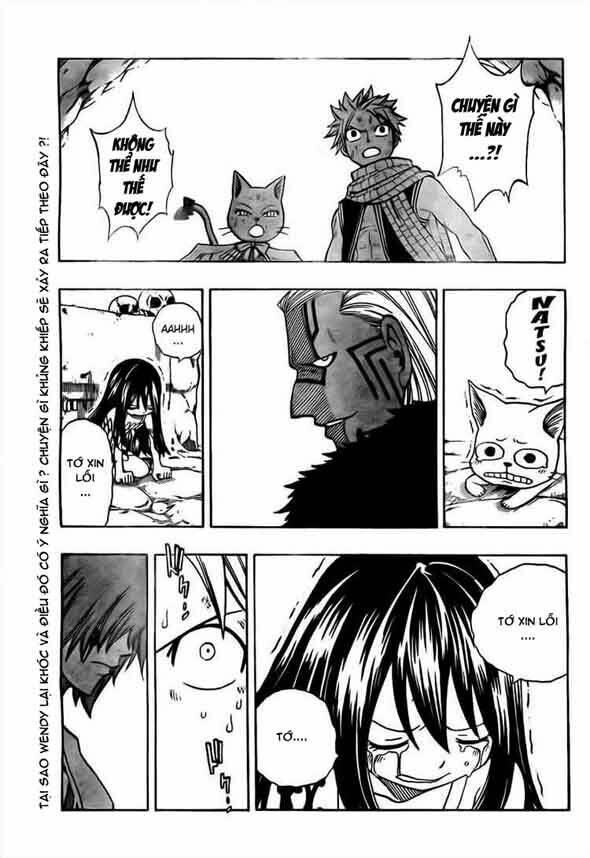 CHUYỆN GÌ
THẾ NÀY
...?!
KHÔNG
THỂ NHƯ
THẾ
ĐƯỢC!
NATSU!
AAHHH
...
TỚ XIN
LỖI
...
TỚ XIN LỖI
....
TỚ....
TẠI SAO WENDY LẠI KHÓC VÀ ĐIỀU ĐÓ CÓ Ý NGHĨA GÌ? CHUYỆN GÌ KHỦNG KHIẾP SẼ XẢY RA TIẾP THEO ĐÂY ?!